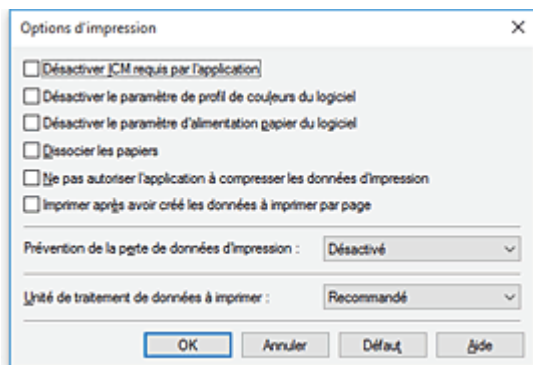 Options d'impression
Désactiver ICM requis par l'application
Désactiver le paramètre de profil de couleurs du logiciel
Désactiver le paramètre d'alimentation papier du logiciel
Dissocier les papiers
Ne pas autoriser l'application à compresser les données d'impression
Imprimer après avoir créé les données à imprimer par page
Prévention de la perte de données d'impression : Désactivé
Unité de traitement de données à imprimer : Recommandé
OK Annuler Défaut Aide